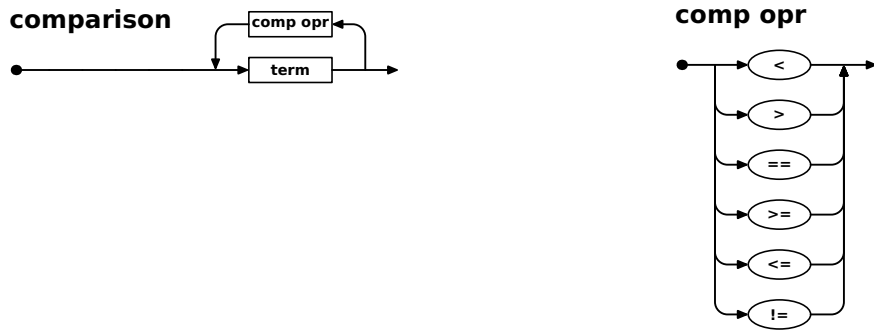 comparison
comp opr
term
comp opr
<
>
==
>=
<=
!=